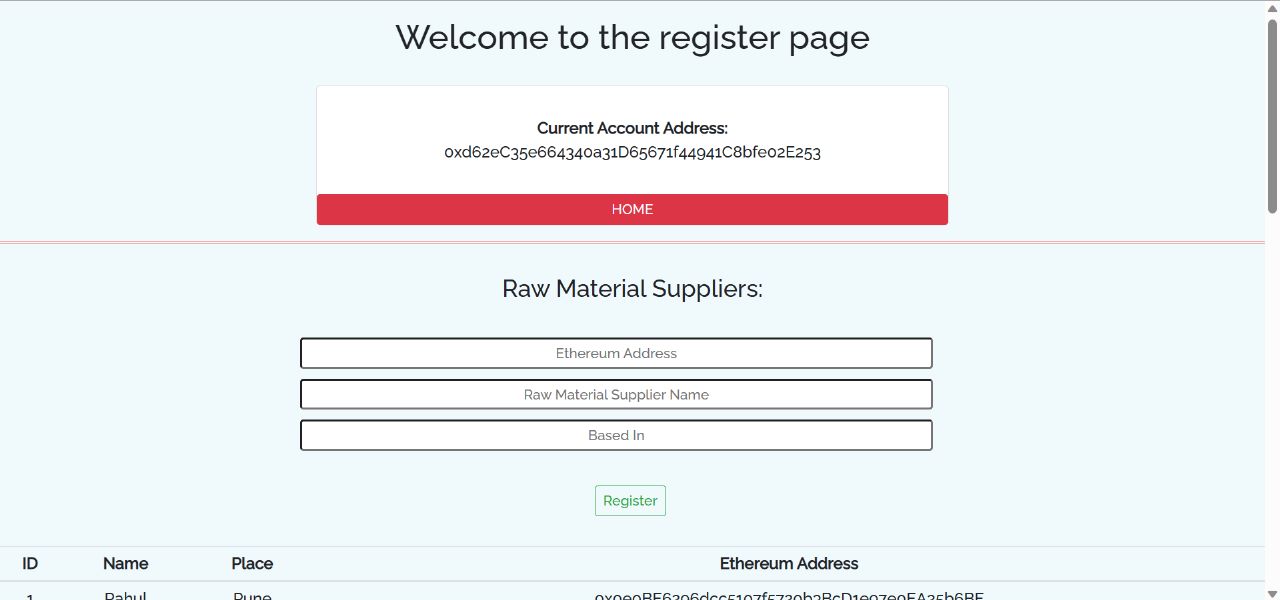 Welcome to the register page
Current Account Address:
0xd62eC35e664340a31D65671f44941C8bfe02E253
HOME
Raw Material Suppliers:
Ethereum Address
Raw Material Supplier Name
Based In
Register
ID Name Place Ethereum Address
1 Rahul Pune